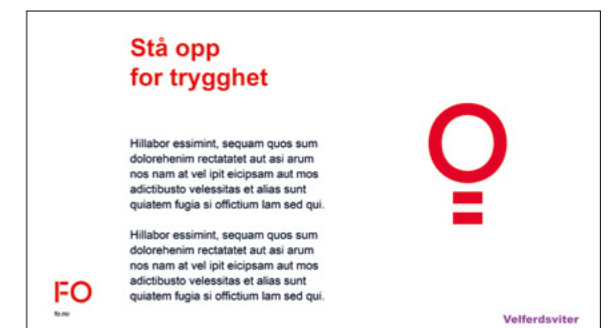 Stå opp
for trygghet
Hillabor essimint, sequam quos sum
dolorehenim rectatatet aut asi arum
nos nam at vel ipit eicipsam aut mos
adictibusto velessitas et alias sunt
quiatem fugia si offictium lam sed qui.
Hillabor essimint, sequam quos sum
dolorehenim rectatatet aut asi arum
nos nam at vel ipit eicipsam aut mos
adictibusto velessitas et alias sunt
quiatem fugia si offictium lam sed qui.
FO
fo.no
Velferdsviter